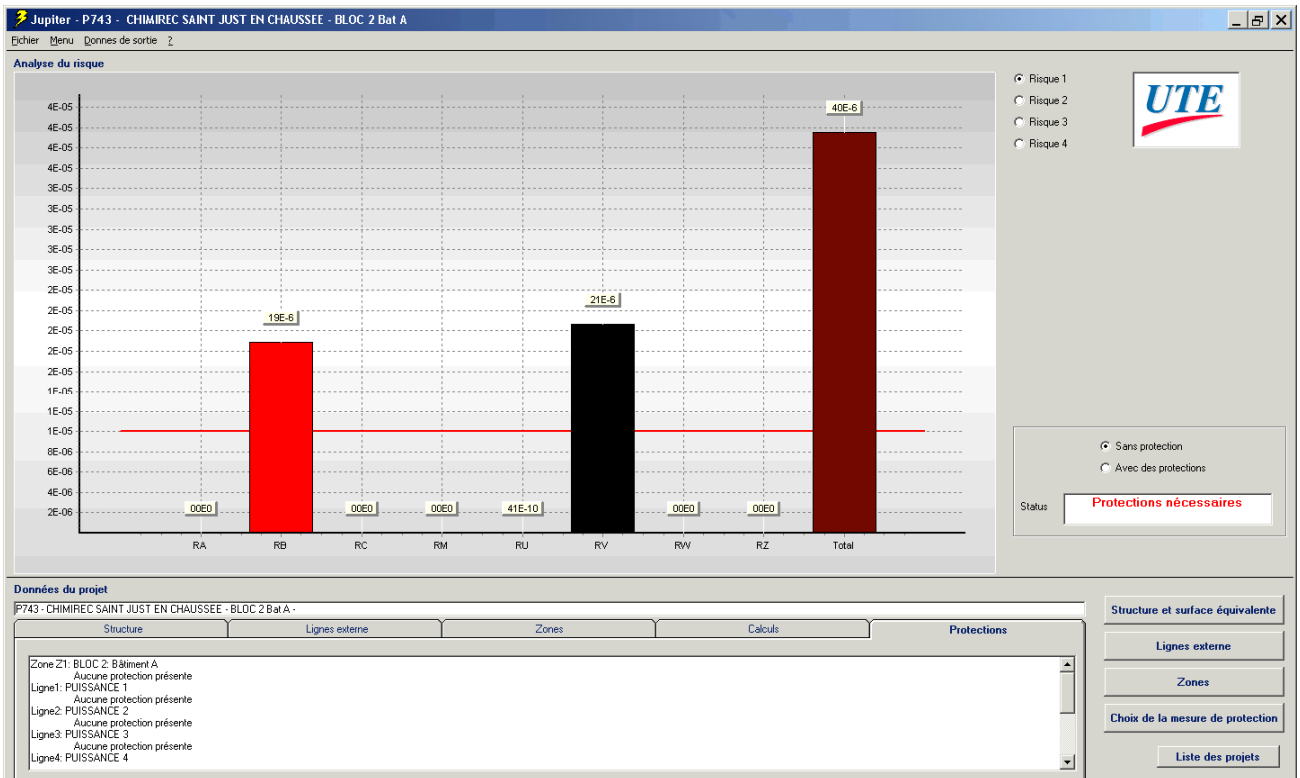 Jupiter - P743 - CHIMIREC SAINT JUST EN CHAUSSEE - BLOC 2 Bat A
Fichier Menu Donnes de sortie ?
Analyse du risque
4E-05
4E-05
4E-05
4E-05
3E-05
3E-05
3E-05
3E-05
3E-05
2E-05
2E-05
2E-05
2E-05
2E-05
1E-05
1E-05
1E-05
8E-06
6E-06
4E-06
2E-06
00E0
19E-6
00E0
00E0
41E-10
21E-6
00E0
00E0
40E-6
RA RB RC RM RU RV RW RZ Total
Risque 1
Risque 2
Risque 3
Risque 4
UTE
Sans protection
Avec des protections
Status Protections nécessaires
Données du projet
P743 - CHIMIREC SAINT JUST EN CHAUSSEE - BLOC 2 Bat A -
Structure Lignes externe Zones Calculs Protections
Zone Z1: BLOC 2: Bâtiment A
Aucune protection présente
Ligne1: PUISSANCE 1
Aucune protection présente
Ligne2: PUISSANCE 2
Aucune protection présente
Ligne3: PUISSANCE 3
Aucune protection présente
Ligne4: PUISSANCE 4
Structure et surface équivalente
Lignes externe
Zones
Choix de la mesure de protection
Liste des projets